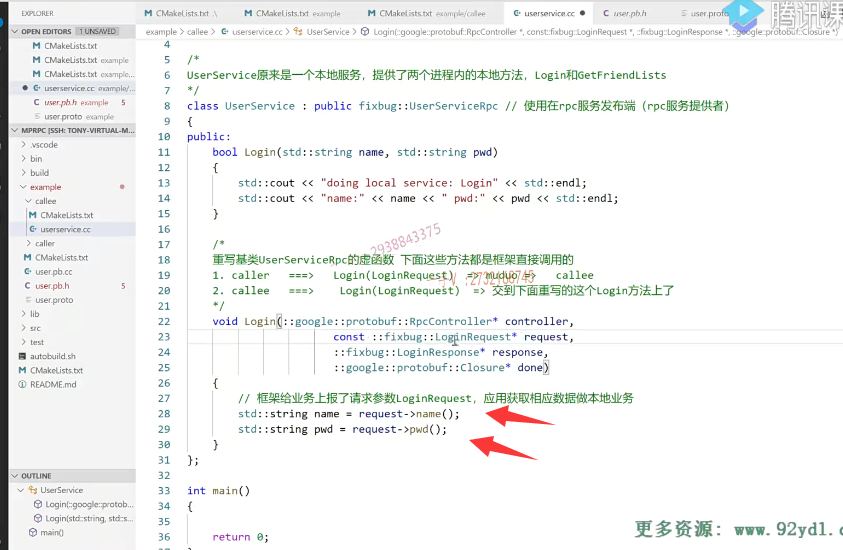 EXPLORER
OPEN EDITORS 1 UNSAVED
CMakeLists.txt
CMakeLists.txt example
CMakeLists.txt example...
userservice.cc example/...
user.pb.h example 5
user.proto example
MPRPC [SSH: TONY-VIRTUAL-M...
.vscode
bin
build
example
callee
CMakeLists.txt
userservice.cc
caller
CMakeLists.txt
user.pb.cc
user.pb.h 5
user.proto
lib
src
test
autobuild.sh
CMakeLists.txt
README.md
OUTLINE
UserService
Login(::google::protob...
Login(std::string, std::s...
main()
CMakeLists.txt .\
CMakeLists.txt example
CMakeLists.txt example/callee
userservice.cc
user.pb.h
user.proto
腾讯课
example > callee > userservice.cc > UserService > Login(::google::protobuf::RpcController *, const ::fixbug::LoginRequest *, ::fixbug::LoginResponse *, ::google::protobuf::Closure *)
4
5 /*
6 UserService原来是一个本地服务，提供了两个进程内的本地方法，Login和GetFriendLists
7 */
8 class UserService : public fixbug::UserServiceRpc // 使用在rpc服务发布端（rpc服务提供者）
9 {
10 public:
11 bool Login(std::string name, std::string pwd)
12 {
13 std::cout << "doing local service: Login" << std::endl;
14 std::cout << "name:" << name << " pwd:" << pwd << std::endl;
15 }
16
17 /*
18 重写基类UserServiceRpc的虚函数 下面这些方法都是框架直接调用的
19 1. caller ===> Login(LoginRequest) => muduo => callee
20 2. callee ===> Login(LoginRequest) => 交到下面重写的这个Login方法上了
21 */
22 void Login(::google::protobuf::RpcController* controller,
23 const ::fixbug::LoginRequest* request,
24 ::fixbug::LoginResponse* response,
25 ::google::protobuf::Closure* done)
26 {
27 // 框架给业务上报了请求参数LoginRequest，应用获取相应数据做本地业务
28 std::string name = request->name();
29 std::string pwd = request->pwd();
30 }
31 };
32
33 int main()
34 {
35
36 return 0;
2938843375
更多资源: www.92yd1.c